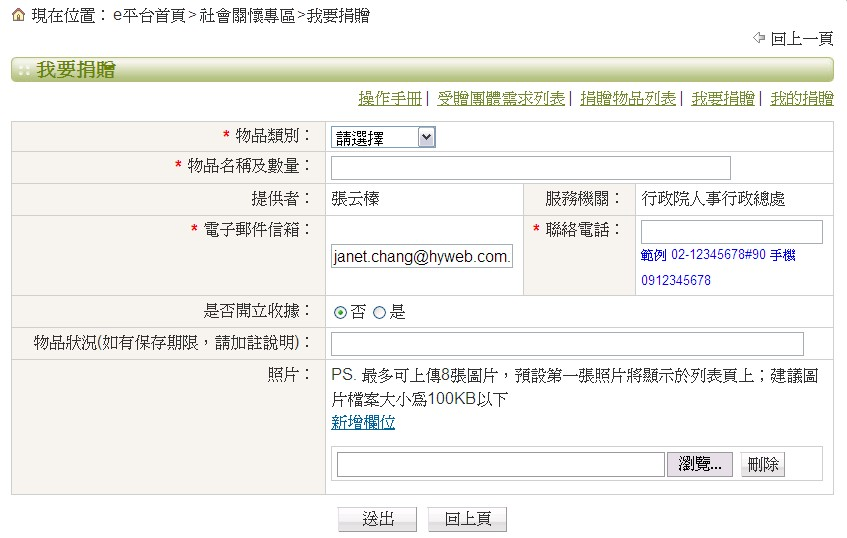 現在位置： e平台首頁>社會關懷專區>我要捐贈
回上一頁
我要捐贈
操作手冊| 受贈團體需求列表| 捐贈物品列表| 我要捐贈| 我的捐贈
* 物品類別： 請選擇
* 物品名稱及數量：
提供者： 張云榛 服務機關： 行政院人事行政總處
* 電子郵件信箱： janet.chang@hyweb.com. * 聯絡電話：
範例 02-12345678#90 手機
0912345678
是否開立收據： 否 是
物品狀況(如有保存期限，請加註說明)：
照片： PS. 最多可上傳8張圖片，預設第一張照片將顯示於列表頁上；建議圖
片檔案大小為100KB以下
新增欄位
瀏覽... 刪除
送出 回上頁